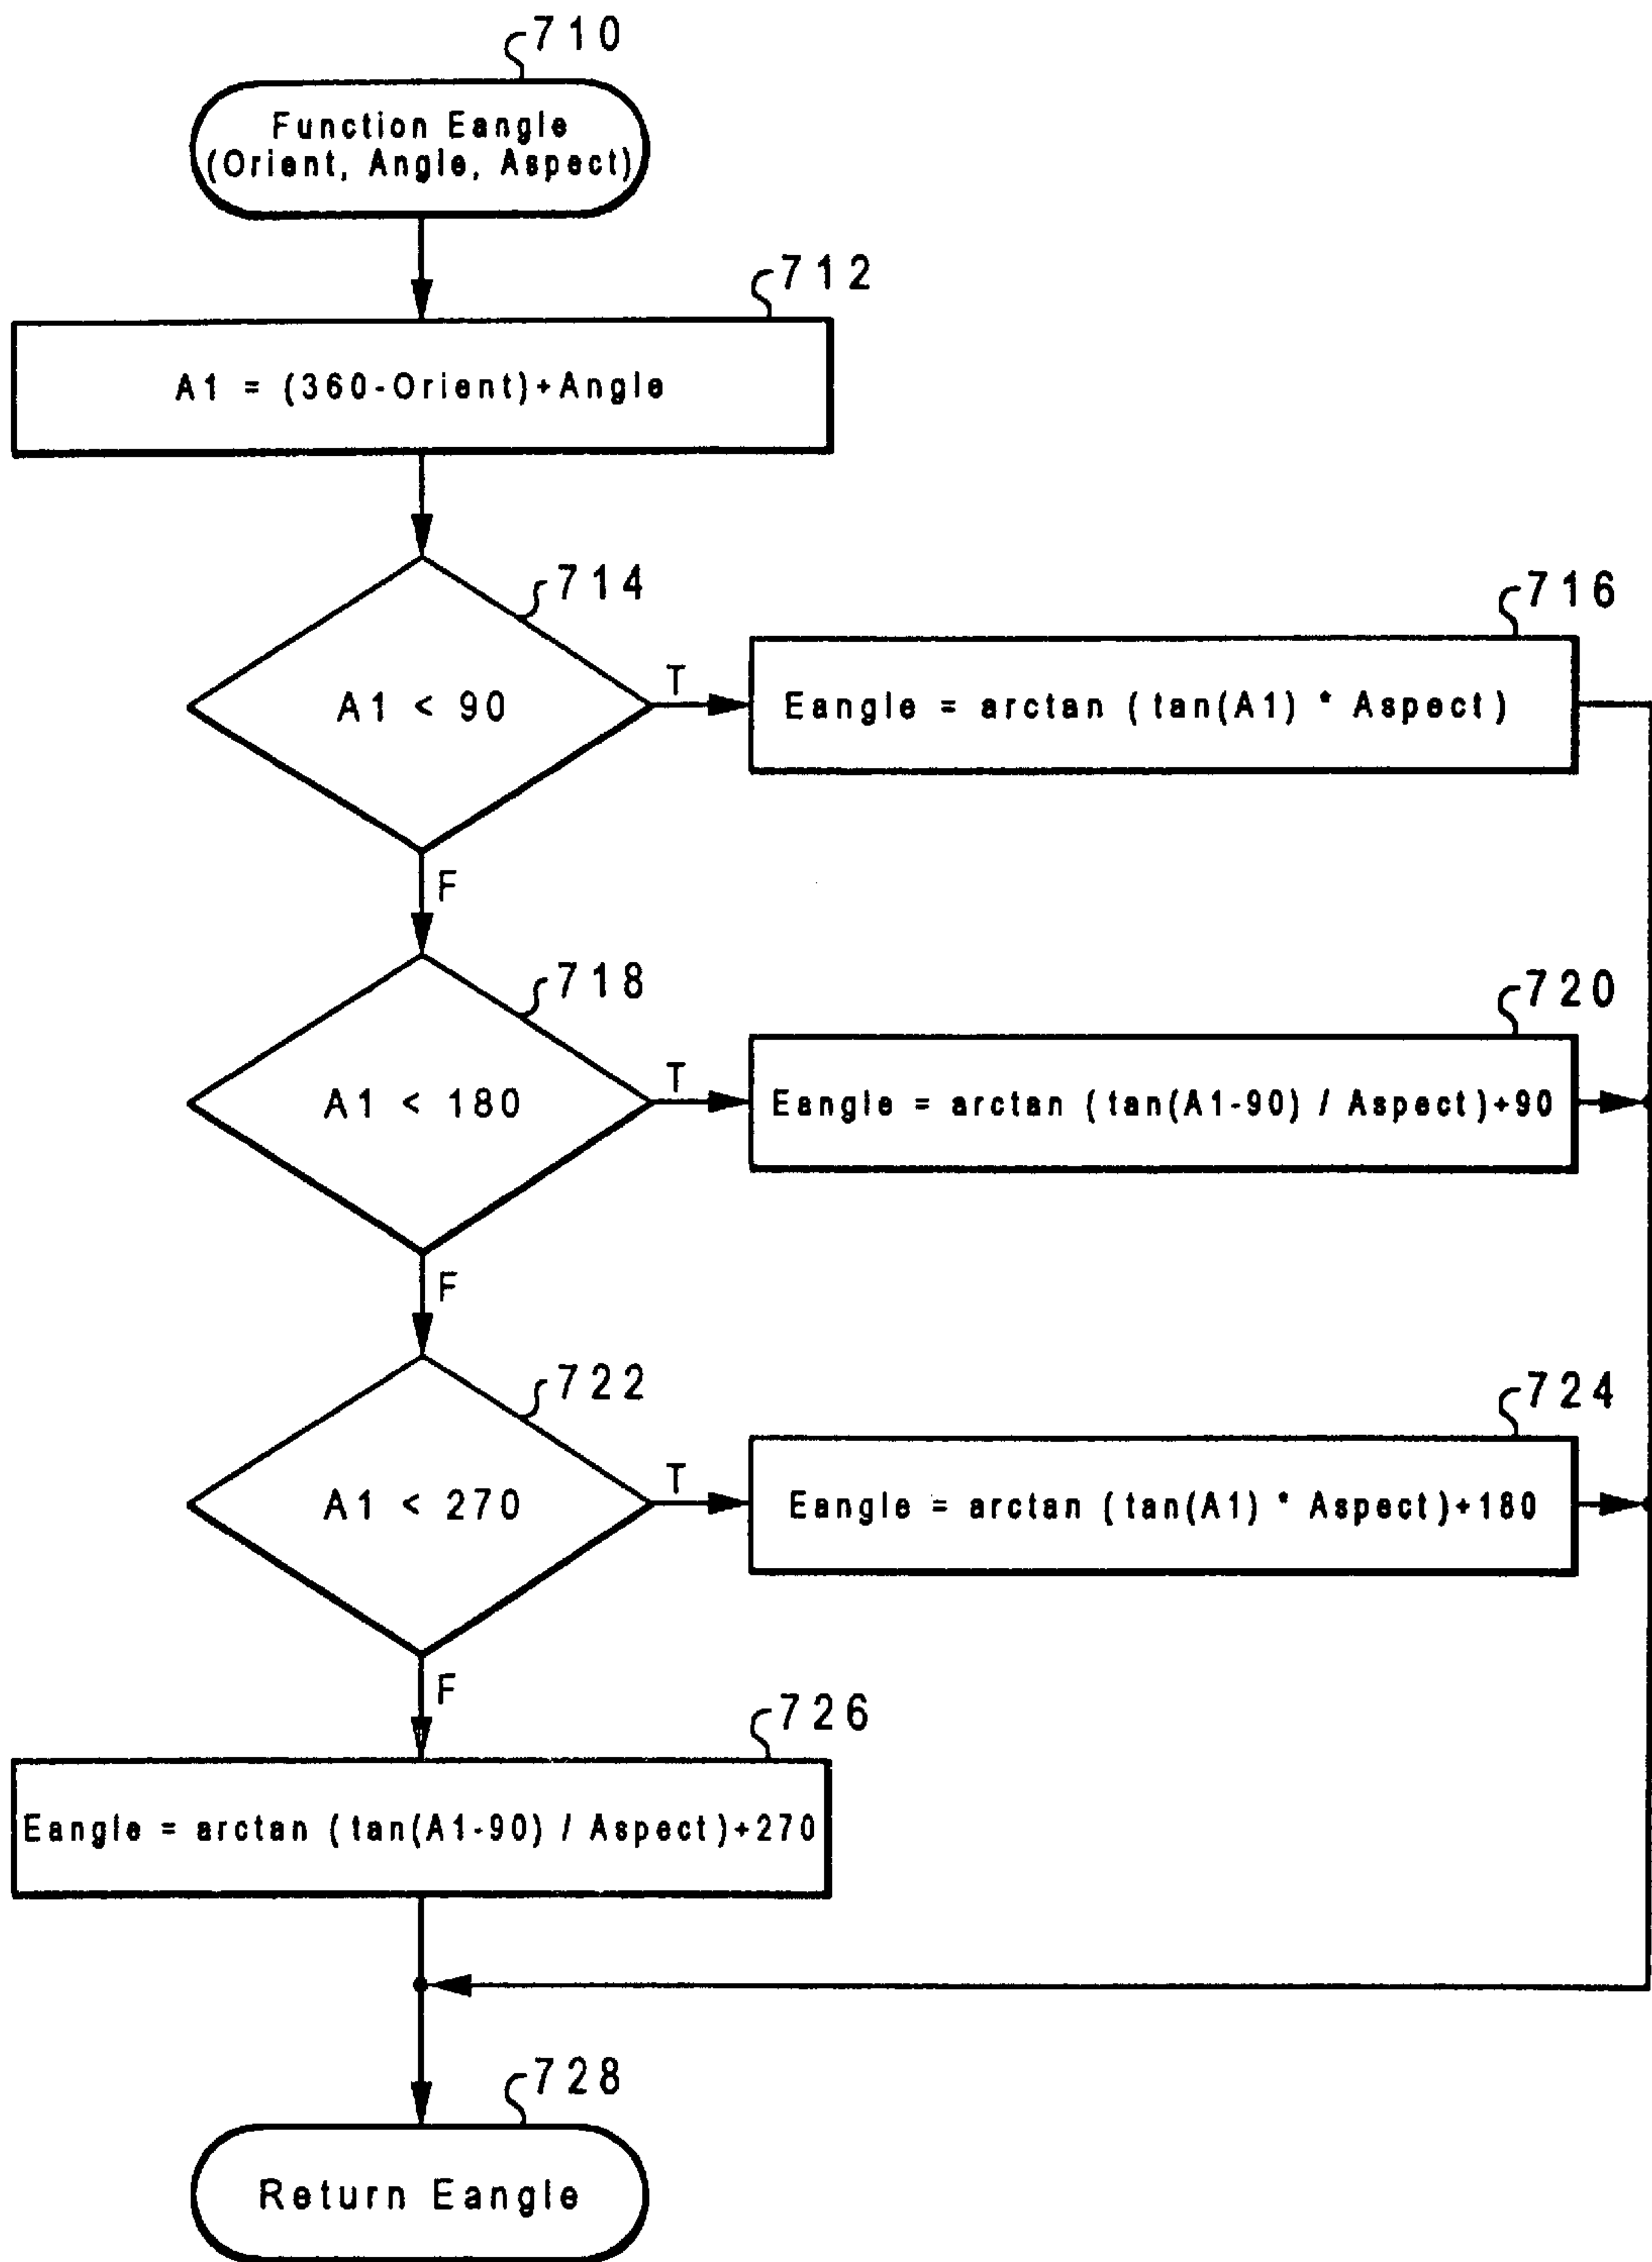 710
Function Eangle
(Orient, Angle, Aspect)
712
A1 = (360-Orient)+Angle
714
716
A1 < 90
T
Eangle = arctan (tan(A1) * Aspect)
F
718
720
A1 < 180
T
Eangle = arctan (tan(A1-90) / Aspect)+90
F
722
724
A1 < 270
T
Eangle = arctan (tan(A1) * Aspect)+180
F
726
Eangle = arctan (tan(A1-90) / Aspect)+270
728
Return Eangle